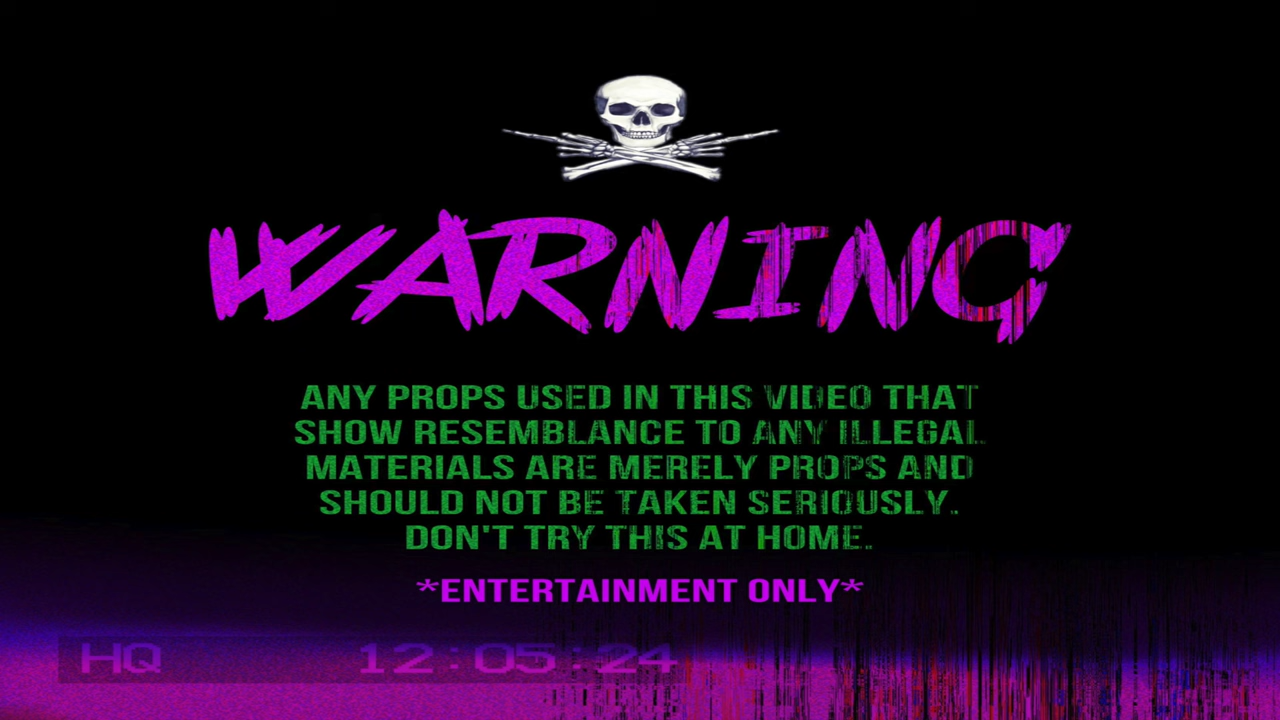 WARNING
ANY PROPS USED IN THIS VIDEO THAT
SHOW RESEMBLANCE TO ANY ILLEGAL
MATERIALS ARE MERELY PROPS AND
SHOULD NOT BE TAKEN SERIOUSLY.
DON'T TRY THIS AT HOME.
*ENTERTAINMENT ONLY*
HQ 12:05:24